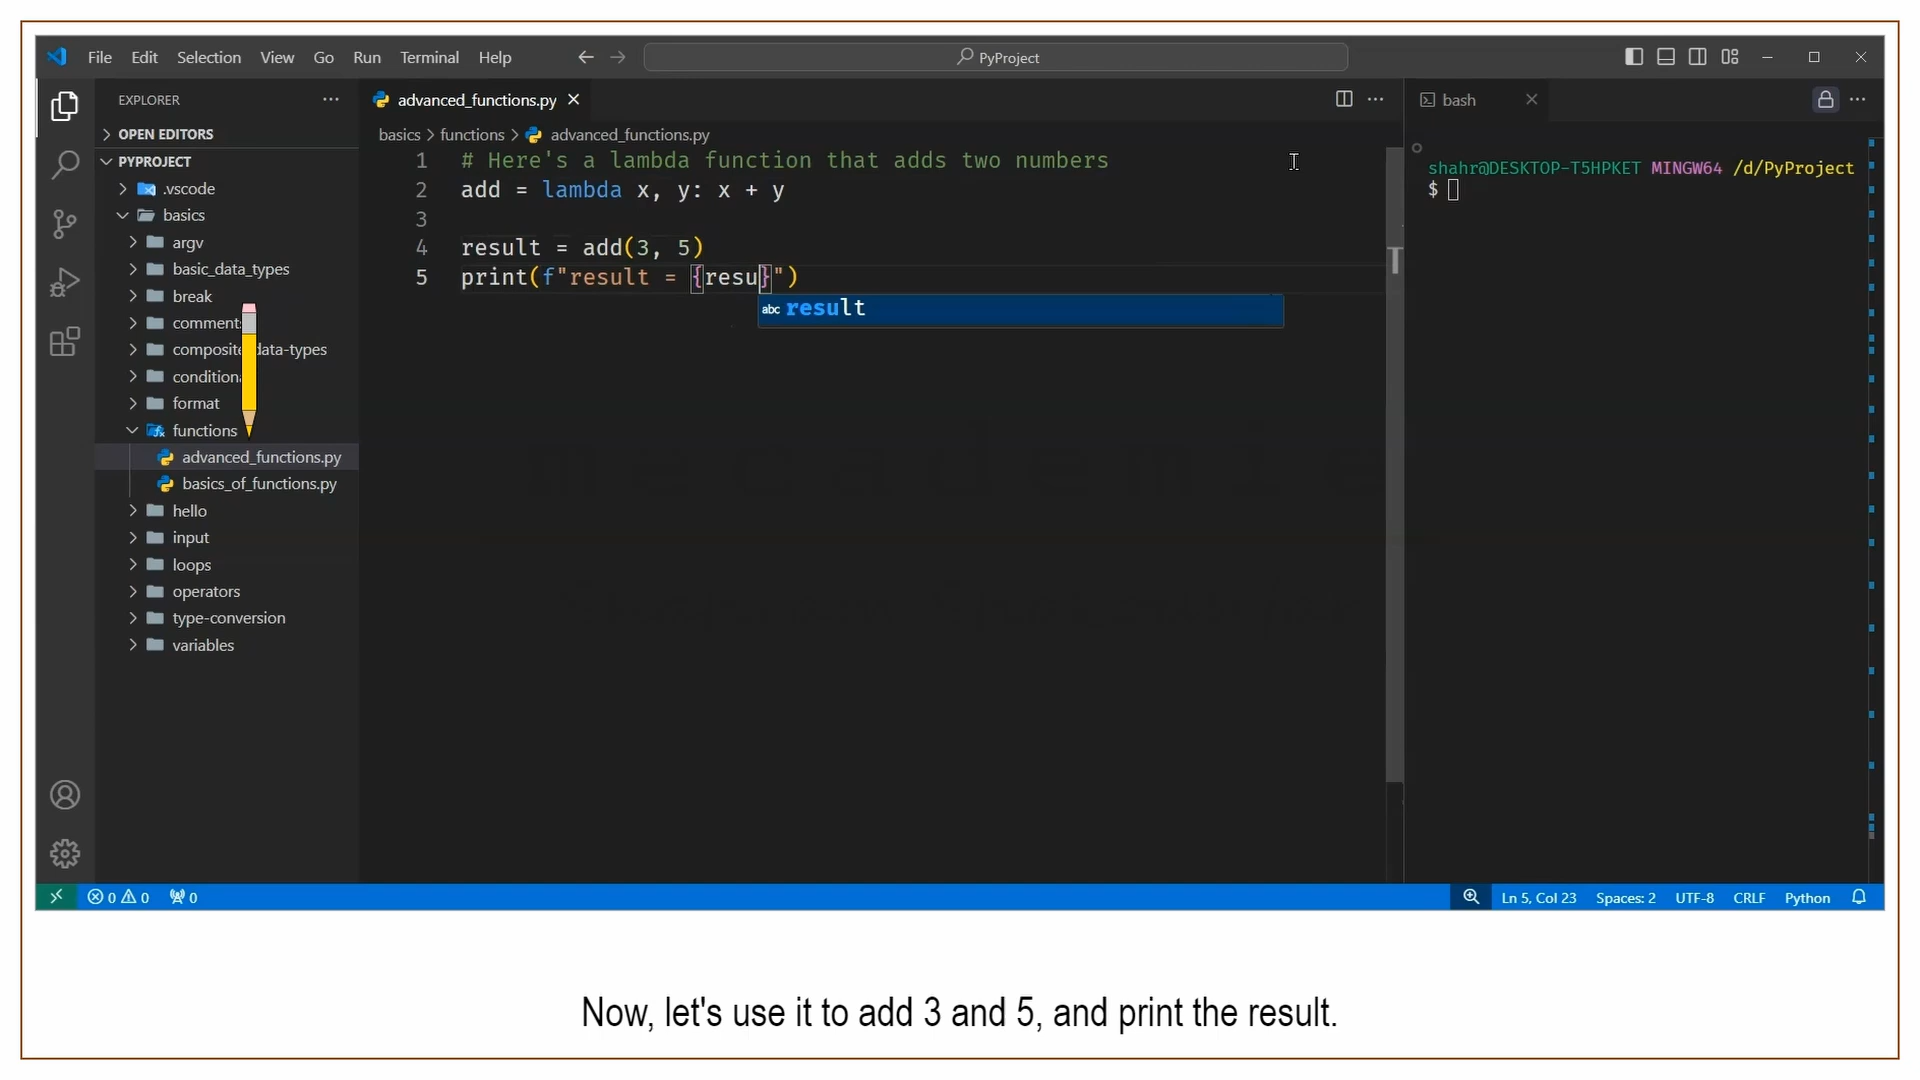 File Edit Selection View Go Run Terminal Help
PyProject
EXPLORER
OPEN EDITORS
PYPROJECT
.vscode
basics
argv
basic_data_types
break
comment
composite data-types
condition
format
functions
advanced_functions.py
basics_of_functions.py
hello
input
loops
operators
type-conversion
variables
advanced_functions.py
basics > functions > advanced_functions.py
1 # Here's a lambda function that adds two numbers
2 add = lambda x, y: x + y
3
4 result = add(3, 5)
5 print(f"result = {resu}")
abc result
bash
shahr@DESKTOP-T5HPKET MINGW64 /d/PyProject
$
0 0 0
Ln 5, Col 23 Spaces: 2 UTF-8 CRLF Python
Now, let's use it to add 3 and 5, and print the result.